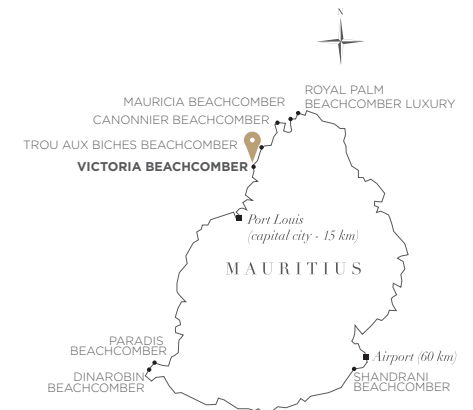 N
ROYAL PALM
BEACHCOMBER LUXURY
MAURICIA BEACHCOMBER
CANONNIER BEACHCOMBER
TROU AUX BICHES BEACHCOMBER
VICTORIA BEACHCOMBER
Port Louis
(capital city - 15 km)
MAURITIUS
PARADIS
BEACHCOMBER
DINAROBIN
BEACHCOMBER
Airport (60 km)
SHANDRANI
BEACHCOMBER